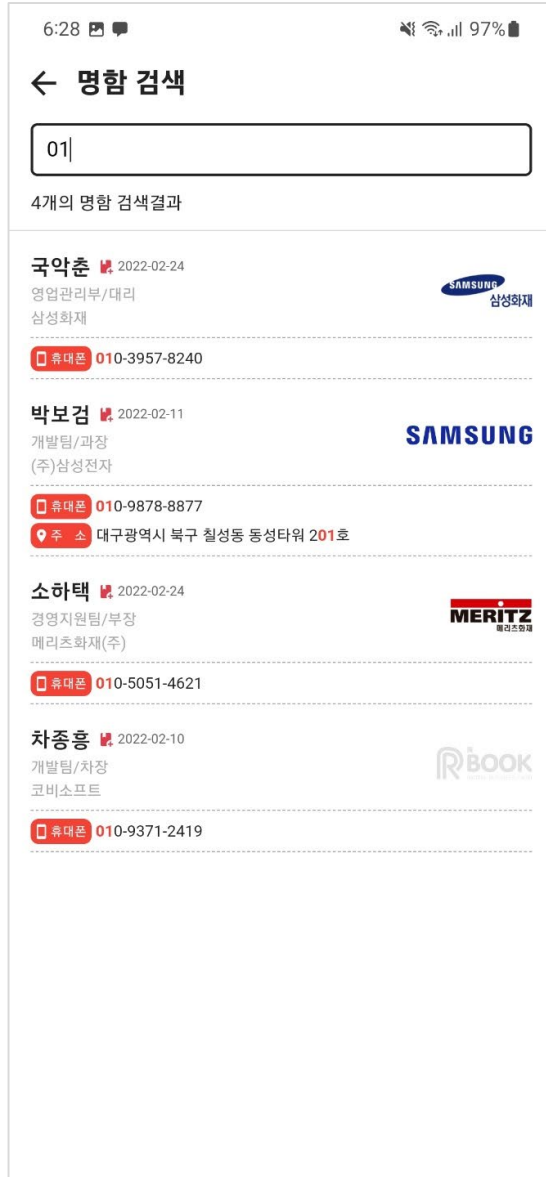 6:28 97%
명함 검색
01
4개의 명함 검색결과
국악춘 2022-02-24
영업관리부/대리
삼성화재
SAMSUNG
삼성화재
휴대폰 010-3957-8240
박보검 2022-02-11
개발팀/과장
(주)삼성전자
SAMSUNG
휴대폰 010-9878-8877
주 소 대구광역시 북구 칠성동 동성타워 201호
소하택 2022-02-24
경영지원팀/부장
메리츠화재(주)
MERITZ
메리츠화재
휴대폰 010-5051-4621
차종흥 2022-02-10
개발팀/차장
코비소프트
RBOOK
휴대폰 010-9371-2419